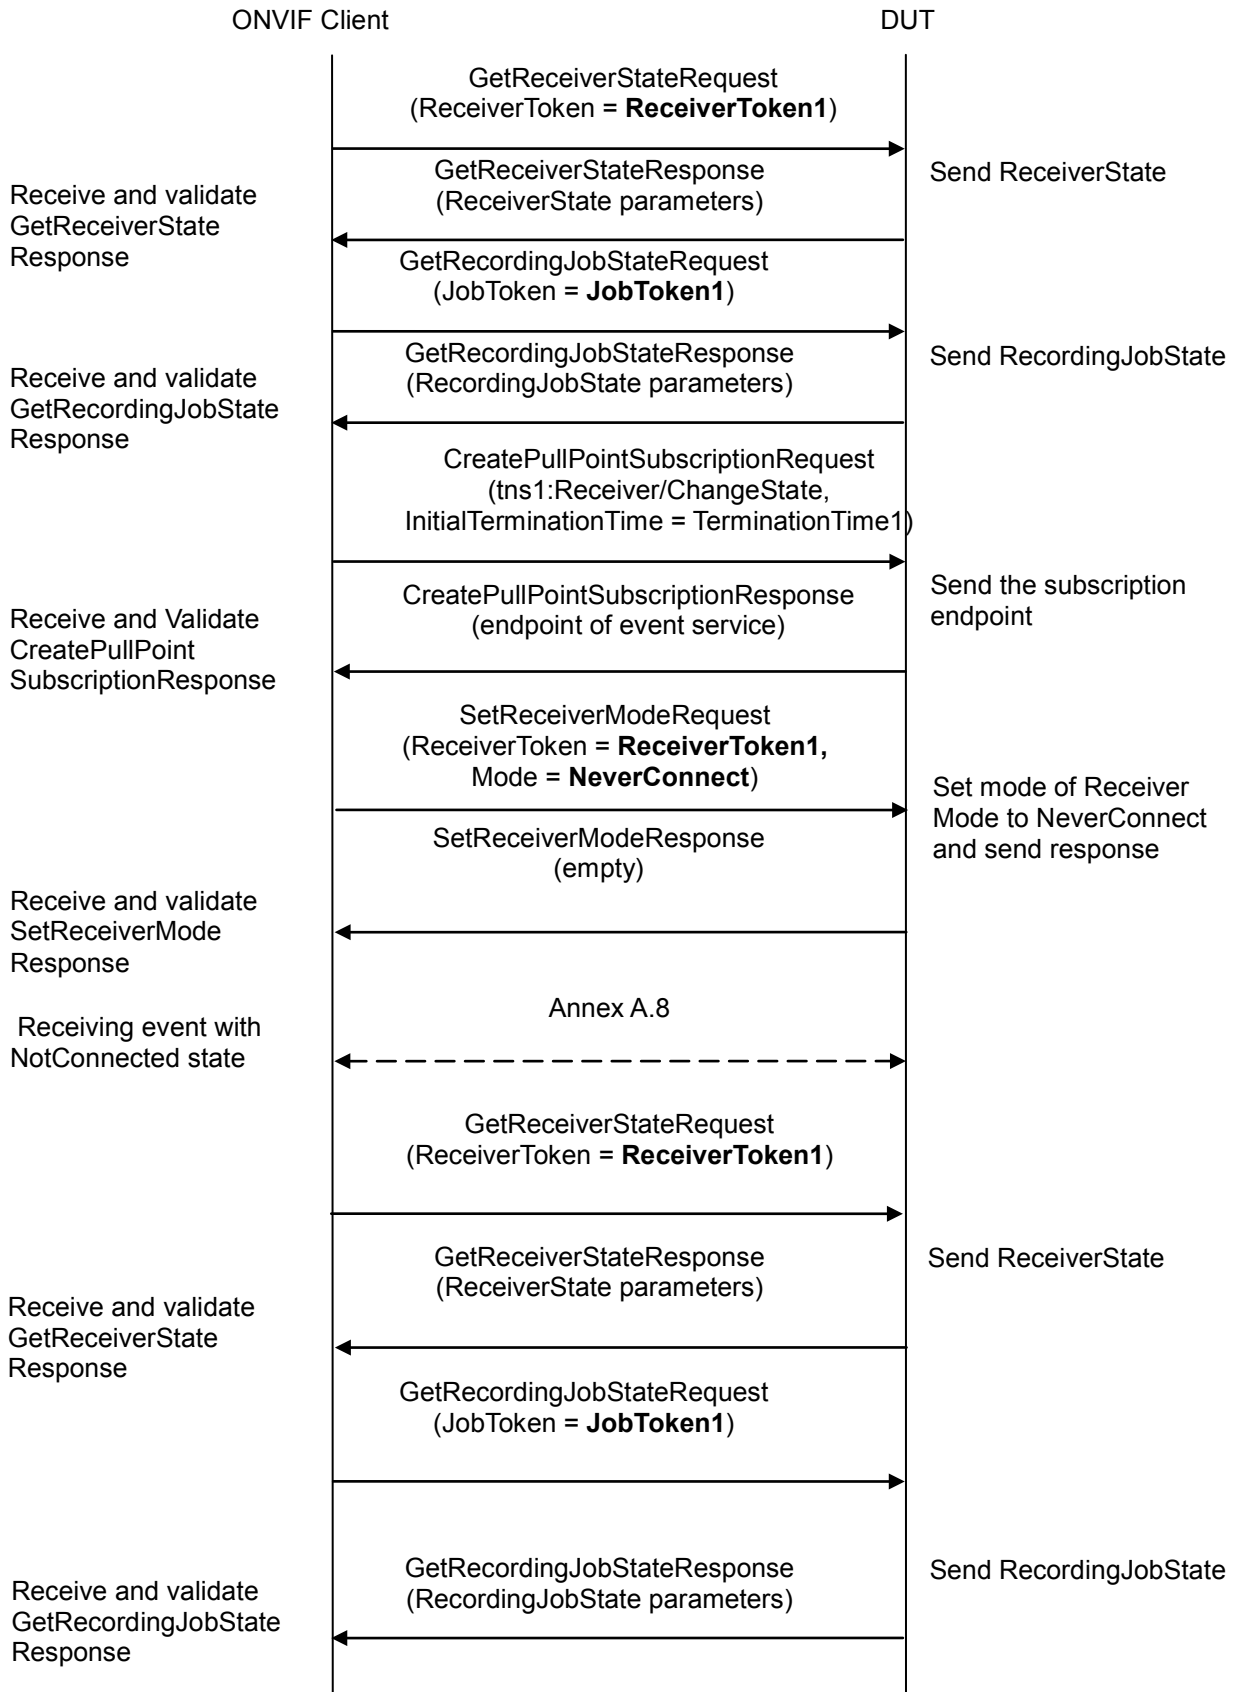 ONVIF Client
DUT
GetReceiverStateRequest
(ReceiverToken = ReceiverToken1)
GetReceiverStateResponse
(ReceiverState parameters)
Send ReceiverState
Receive and validate
GetReceiverState
Response
GetRecordingJobStateRequest
(JobToken = JobToken1)
GetRecordingJobStateResponse
(RecordingJobState parameters)
Send RecordingJobState
Receive and validate
GetRecordingJobState
Response
CreatePullPointSubscriptionRequest
(tns1:Receiver/ChangeState,
InitialTerminationTime = TerminationTime1)
CreatePullPointSubscriptionResponse
(endpoint of event service)
Send the subscription
endpoint
Receive and Validate
CreatePullPoint
SubscriptionResponse
SetReceiverModeRequest
(ReceiverToken = ReceiverToken1,
Mode = NeverConnect)
Set mode of Receiver
Mode to NeverConnect
and send response
SetReceiverModeResponse
(empty)
Receive and validate
SetReceiverMode
Response
Annex A.8
Receiving event with
NotConnected state
GetReceiverStateRequest
(ReceiverToken = ReceiverToken1)
GetReceiverStateResponse
(ReceiverState parameters)
Send ReceiverState
Receive and validate
GetReceiverState
Response
GetRecordingJobStateRequest
(JobToken = JobToken1)
GetRecordingJobStateResponse
(RecordingJobState parameters)
Send RecordingJobState
Receive and validate
GetRecordingJobState
Response